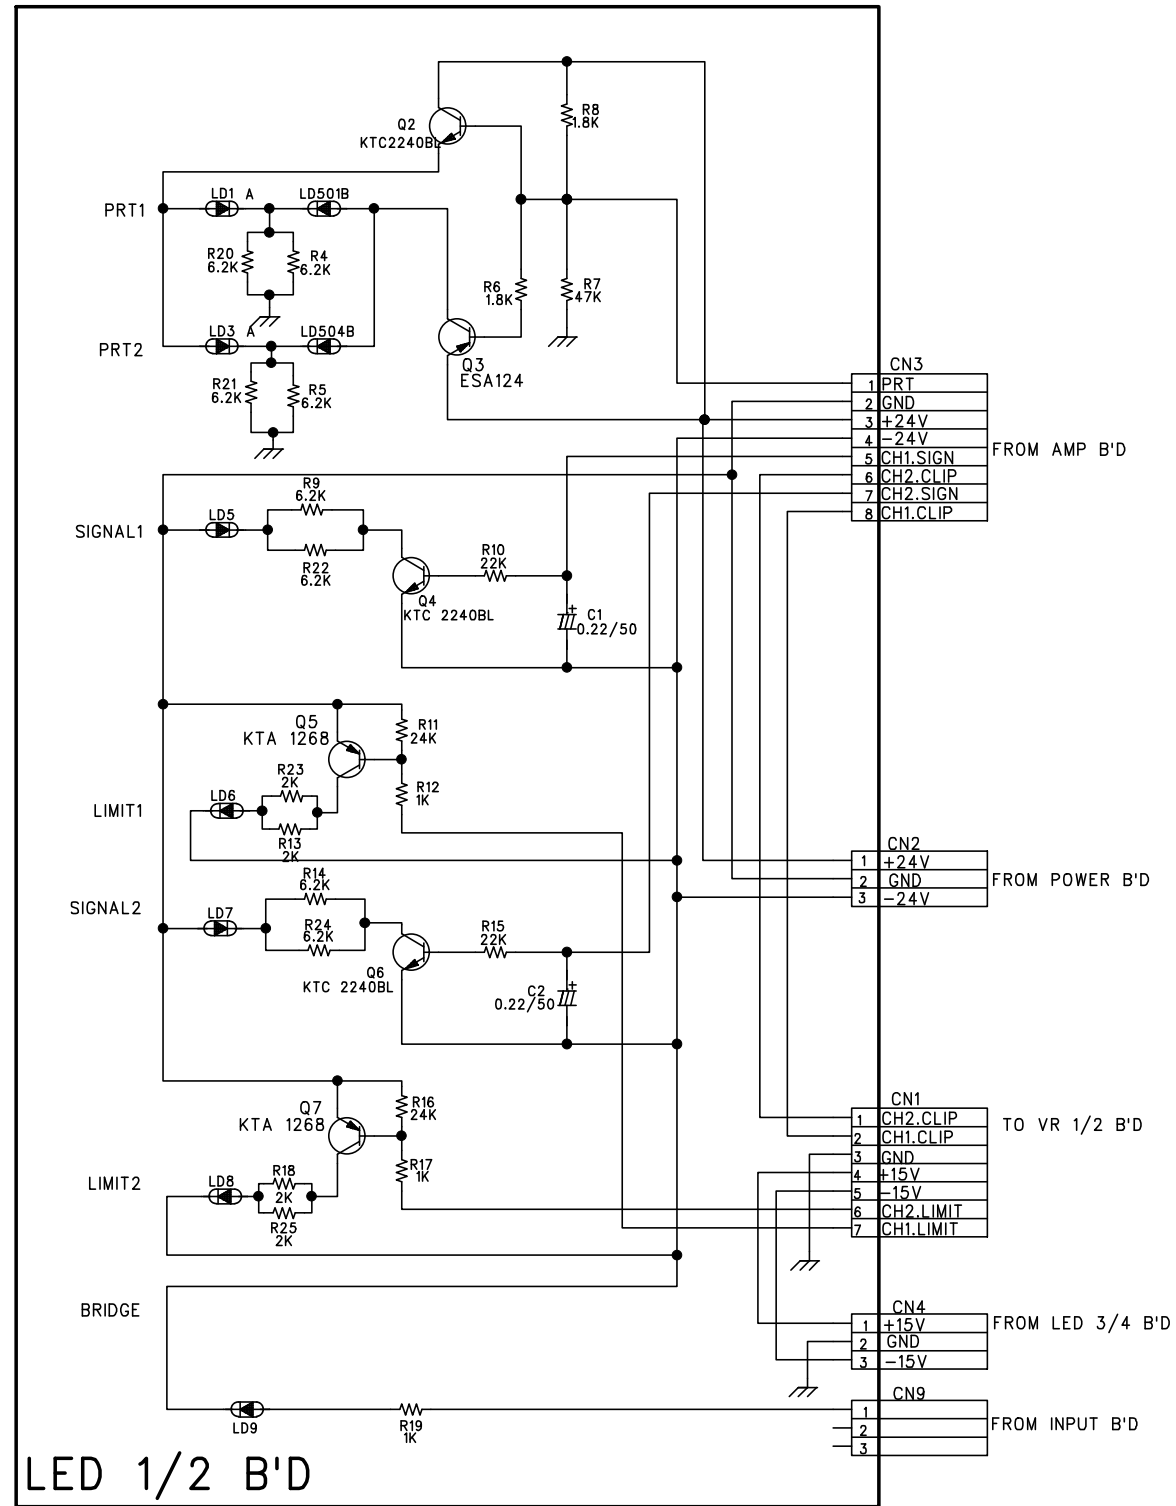 R8
1.8K
Q2
KTC2240BL
LD1 A
LD501B
PRT1
R20
6.2K
R4
6.2K
R6
1.8K
R7
47K
LD3 A
LD504B
PRT2
Q3
ESA124
R21
6.2K
R5
6.2K
CN3
1 PRT
2 GND
3 +24V
4 -24V
5 CH1.SIGN
6 CH2.CLIP
7 CH2.SIGN
8 CH1.CLIP
FROM AMP B'D
R9
6.2K
SIGNAL1
LD5
R22
6.2K
R10
22K
Q4
KTC 2240BL
+
C1
0.22/50
Q5
KTA 1268
R11
24K
R23
2K
R12
1K
LD6
LIMIT1
R13
2K
CN2
1 +24V
2 GND
3 -24V
FROM POWER B'D
R14
6.2K
SIGNAL2
LD7
R24
6.2K
R15
22K
Q6
KTC 2240BL
+
C2
0.22/50
Q7
KTA 1268
R16
24K
R17
1K
CN1
1 CH2.CLIP
2 CH1.CLIP
3 GND
4 +15V
5 -15V
6 CH2.LIMIT
7 CH1.LIMIT
TO VR 1/2 B'D
LIMIT2
LD8
R18
2K
R25
2K
BRIDGE
CN4
1 +15V
2 GND
3 -15V
FROM LED 3/4 B'D
CN9
1
2
3
FROM INPUT B'D
LD9
R19
1K
LED 1/2 B'D